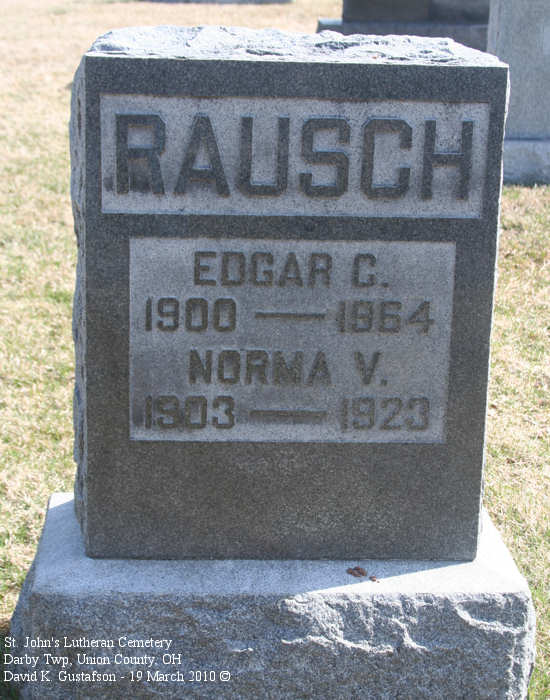 RAUSCH
EDGAR C.
1900 — 1964
NORMA V.
1903 — 1923
St. John's Lutheran Cemetery
Darby Twp, Union County, OH
David K. Gustafson - 19 March 2010 ©